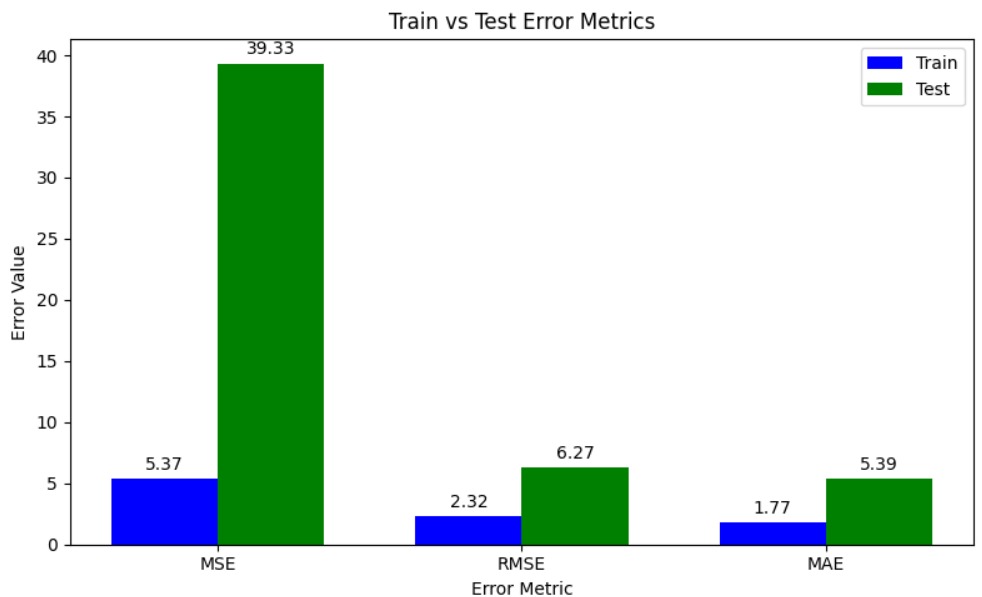 Train vs Test Error Metrics
Train
Test
Error Value
40
35
30
25
20
15
10
5
0
39.33
5.37
6.27
2.32
5.39
1.77
MSE
RMSE
MAE
Error Metric